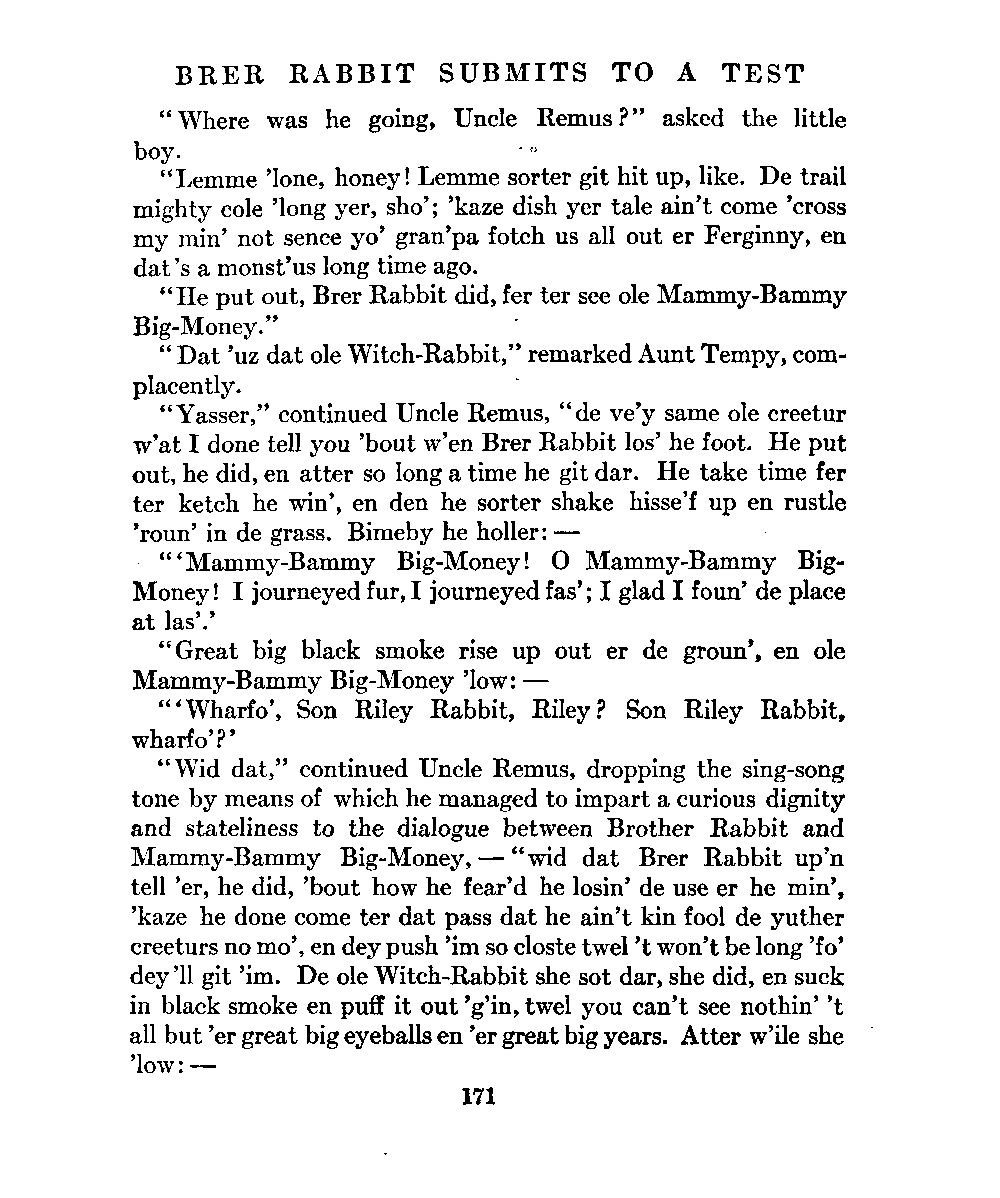 BRER RABBIT SUBMITS TO A TEST
“Where was he going, Uncle Remus?” asked the little
boy.
“Lemme ’lone, honey! Lemme sorter git hit up, like. De trail
mighty cole ’long yer, sho’; ’kaze dish yer tale ain’t come ’cross
my min’ not sence yo’ gran’pa fotch us all out er Ferginny, en
dat’s a monst’us long time ago.
“He put out, Brer Rabbit did, fer ter see ole Mammy-Bammy
Big-Money.”
“Dat ’uz dat ole Witch-Rabbit,” remarked Aunt Tempy, com-
placently.
“Yasser,” continued Uncle Remus, “de ve’y same ole creetur
w’at I done tell you ’bout w’en Brer Rabbit los’ he foot. He put
out, he did, en atter so long a time he git dar. He take time fer
ter ketch he win’, en den he sorter shake hisse’f up en rustle
’roun’ in de grass. Bimeby he holler: —
“‘Mammy-Bammy Big-Money! O Mammy-Bammy Big-
Money! I journeyed fur, I journeyed fas’; I glad I foun’ de place
at las’.’
“Great big black smoke rise up out er de groun’, en ole
Mammy-Bammy Big-Money ’low: —
“‘Wharfo’, Son Riley Rabbit, Riley? Son Riley Rabbit,
wharfo’?’
“Wid dat,” continued Uncle Remus, dropping the sing-song
tone by means of which he managed to impart a curious dignity
and stateliness to the dialogue between Brother Rabbit and
Mammy-Bammy Big-Money, — “wid dat Brer Rabbit up’n
tell ’er, he did, ’bout how he fear’d he losin’ de use er he min’,
’kaze he done come ter dat pass dat he ain’t kin fool de yuther
creeturs no mo’, en dey push ’im so closte twel ’t won’t be long ’fo’
dey’ll git ’im. De ole Witch-Rabbit she sot dar, she did, en suck
in black smoke en puff it out ’g’in, twel you can’t see nothin’ ’t
all but ’er great big eyeballs en ’er great big years. Atter w’ile she
’low: —
171